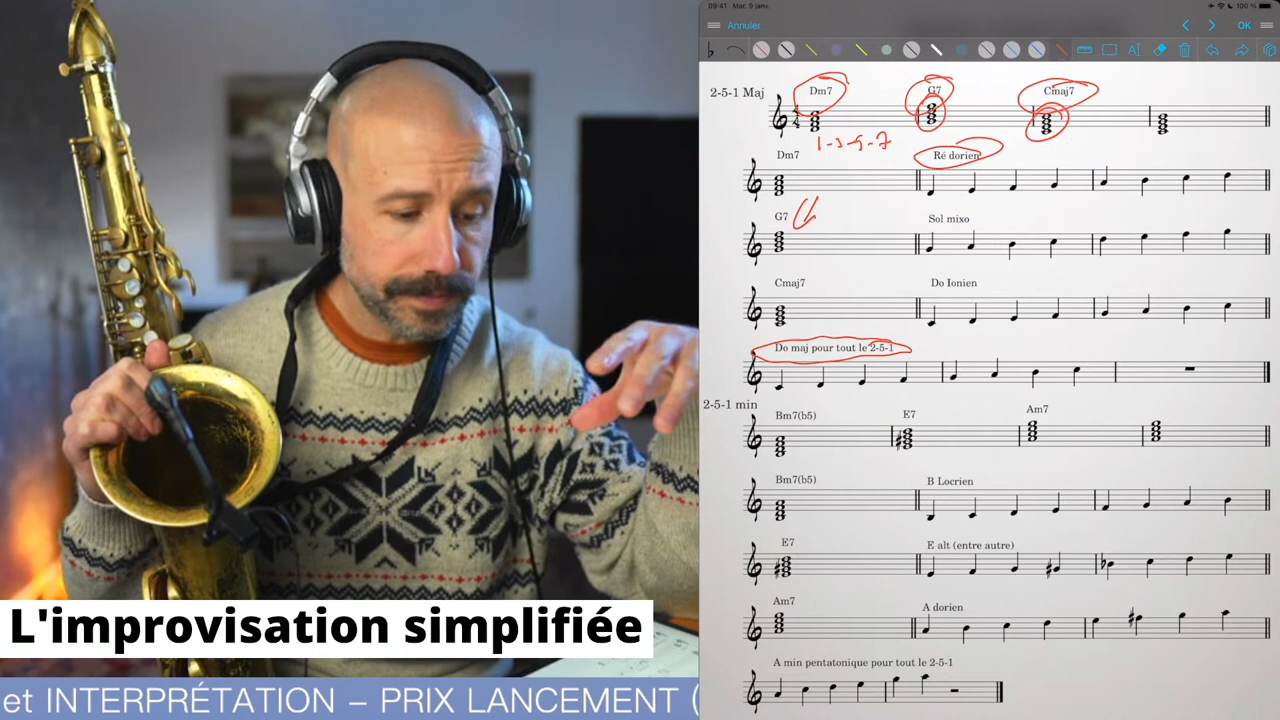 09:41 Mar. 9 janv.
100 %
Annuler
OK
2-5-1 Maj
Dm7
G7
Cmaj7
1-3-5-7
Dm7
Ré dorien
G7
Sol mixo
Cmaj7
Do Ionien
Do maj pour tout le 2-5-1
2-5-1 min
Bm7(b5)
E7
Am7
Bm7(b5)
B Locrien
E7
E alt (entre autre)
Am7
A dorien
A min pentatonique pour tout le 2-5-1
L'improvisation simplifiée
et INTERPRÉTATION – PRIX LANCEMENT (